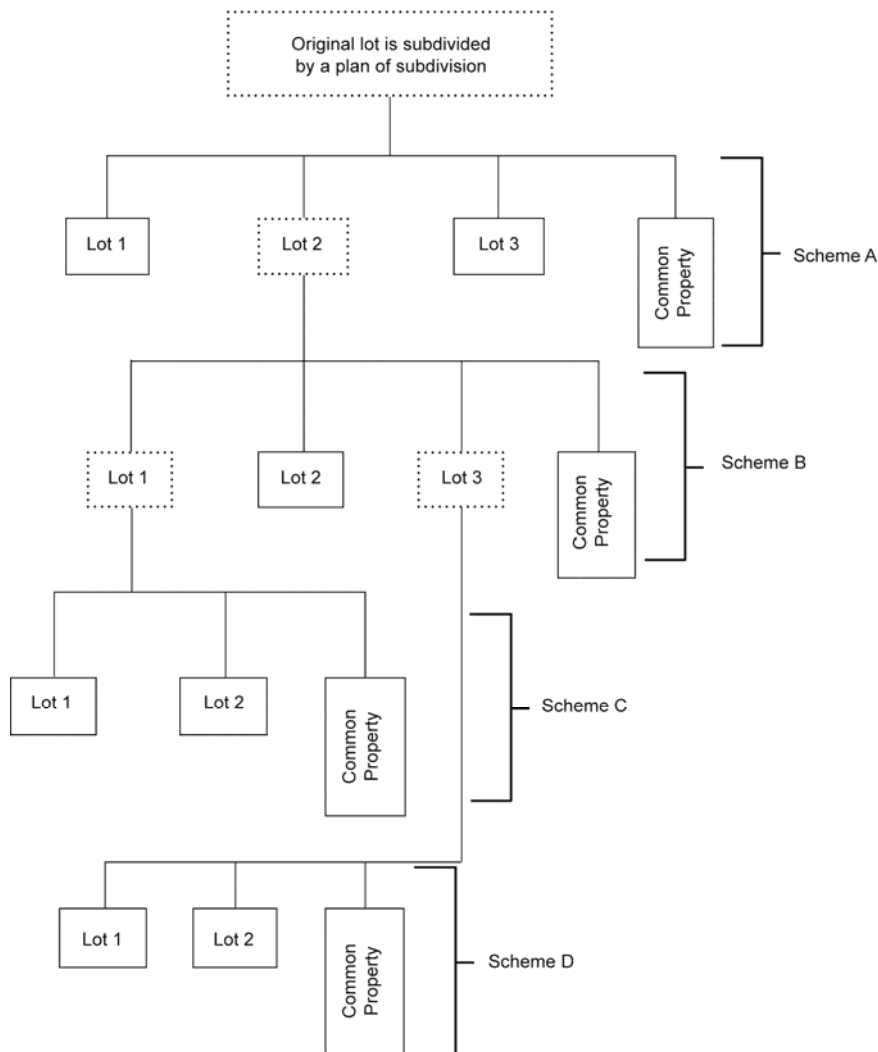 Original lot is subdivided
by a plan of subdivision
Lot 1
Lot 2
Lot 3
Common
Property
Scheme A
Lot 1
Lot 2
Lot 3
Common
Property
Scheme B
Lot 1
Lot 2
Common
Property
Scheme C
Lot 1
Lot 2
Common
Property
Scheme D